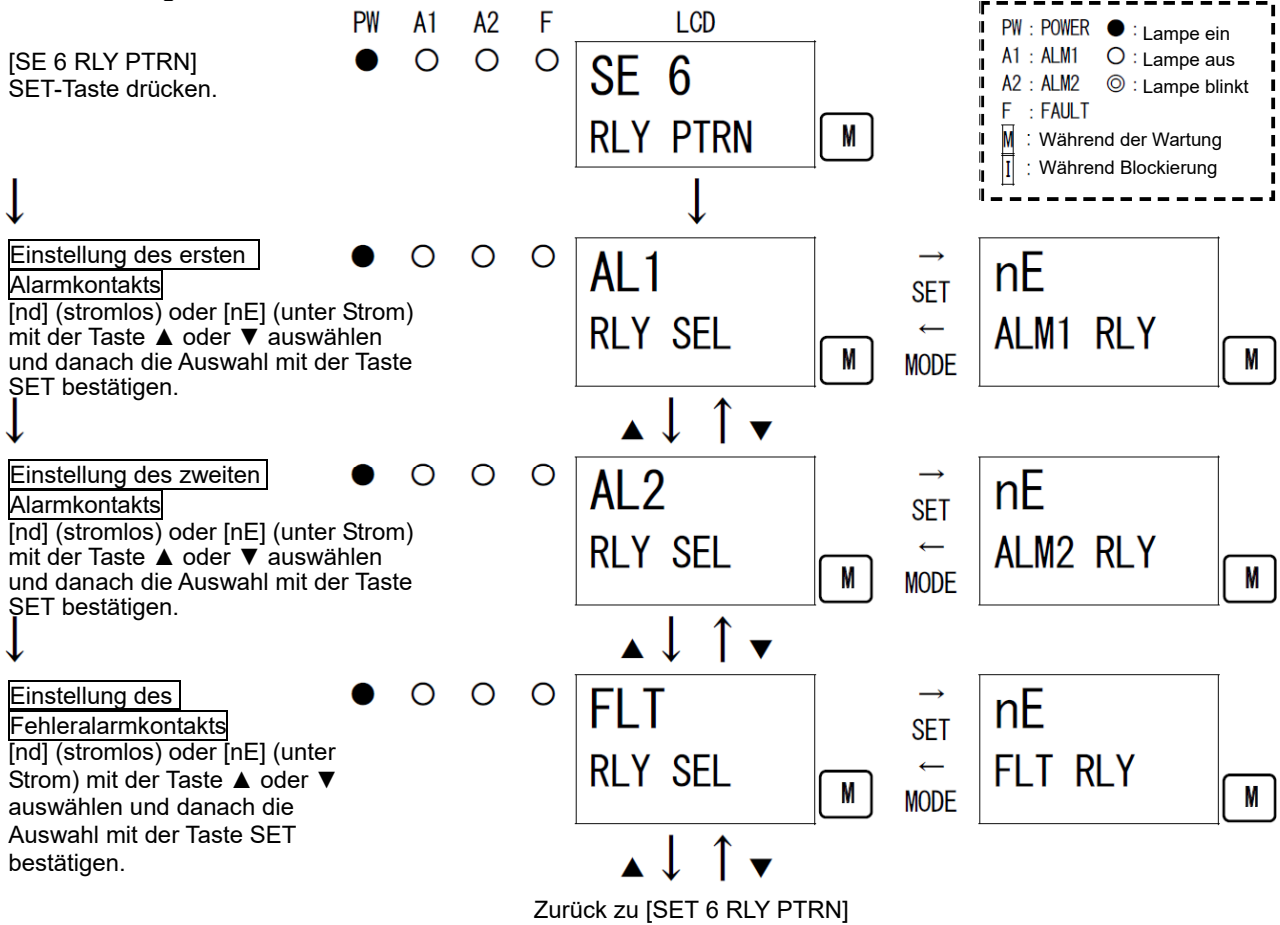 PW A1 A2 F LCD
[SE 6 RLY PTRN]
SET-Taste drücken.
● ○ ○ ○
SE 6
RLY PTRN
M
PW : POWER ● : Lampe ein
A1 : ALM1 ○ : Lampe aus
A2 : ALM2 ◎ : Lampe blinkt
F : FAULT
M : Während der Wartung
I : Während Blockierung
↓ ↓
Einstellung des ersten
Alarmkontakts
[nd] (stromlos) oder [nE] (unter Strom)
mit der Taste ▲ oder ▼ auswählen
und danach die Auswahl mit der Taste
SET bestätigen.
● ○ ○ ○
AL1
RLY SEL
M
→
SET
←
MODE
nE
ALM1 RLY
M
↓ ▲ ↓ ↑ ▼
Einstellung des zweiten
Alarmkontakts
[nd] (stromlos) oder [nE] (unter Strom)
mit der Taste ▲ oder ▼ auswählen
und danach die Auswahl mit der Taste
SET bestätigen.
● ○ ○ ○
AL2
RLY SEL
M
→
SET
←
MODE
nE
ALM2 RLY
M
↓ ▲ ↓ ↑ ▼
Einstellung des
Fehleralarmkontakts
[nd] (stromlos) oder [nE] (unter
Strom) mit der Taste ▲ oder ▼
auswählen und danach die
Auswahl mit der Taste SET
bestätigen.
● ○ ○ ○
FLT
RLY SEL
M
→
SET
←
MODE
nE
FLT RLY
M
▲ ↓ ↑ ▼
Zurück zu [SET 6 RLY PTRN]